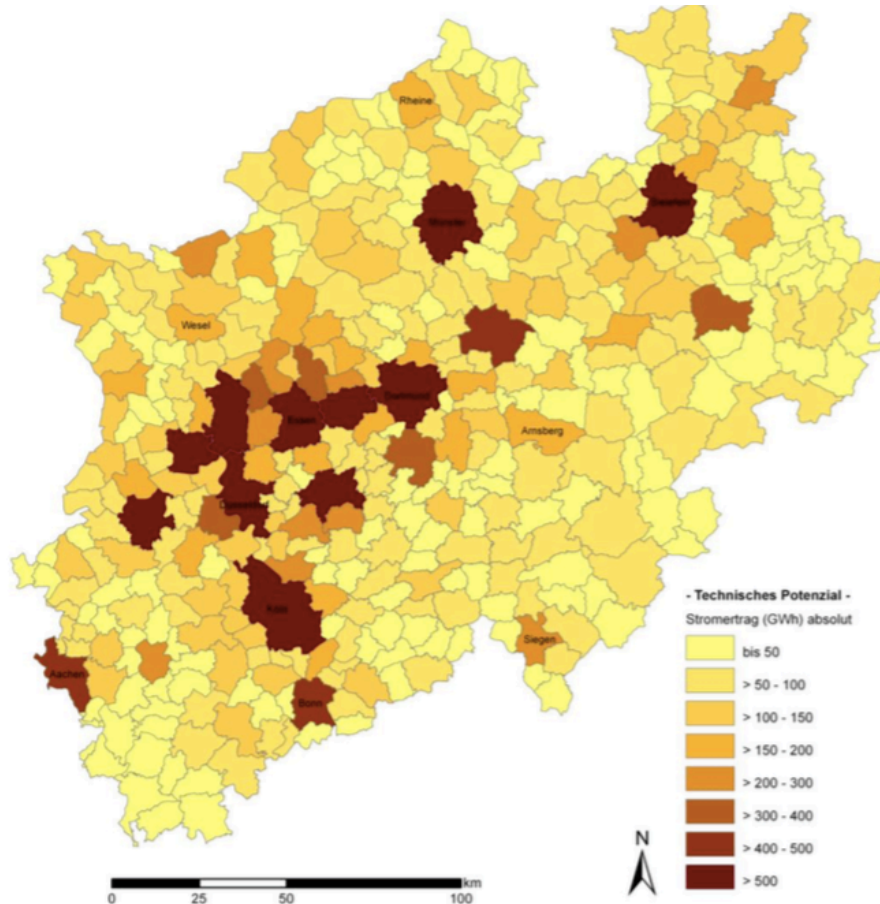 Rheine
Münster
Bielefeld
Wesel
Dortmund
Essen
Arnsberg
Düsseldorf
Köln
Siegen
Aachen
Bonn
- Technisches Potenzial -
Stromertrag (GWh) absolut
bis 50
> 50 - 100
> 100 - 150
> 150 - 200
> 200 - 300
> 300 - 400
> 400 - 500
> 500
N
km
0 25 50 100